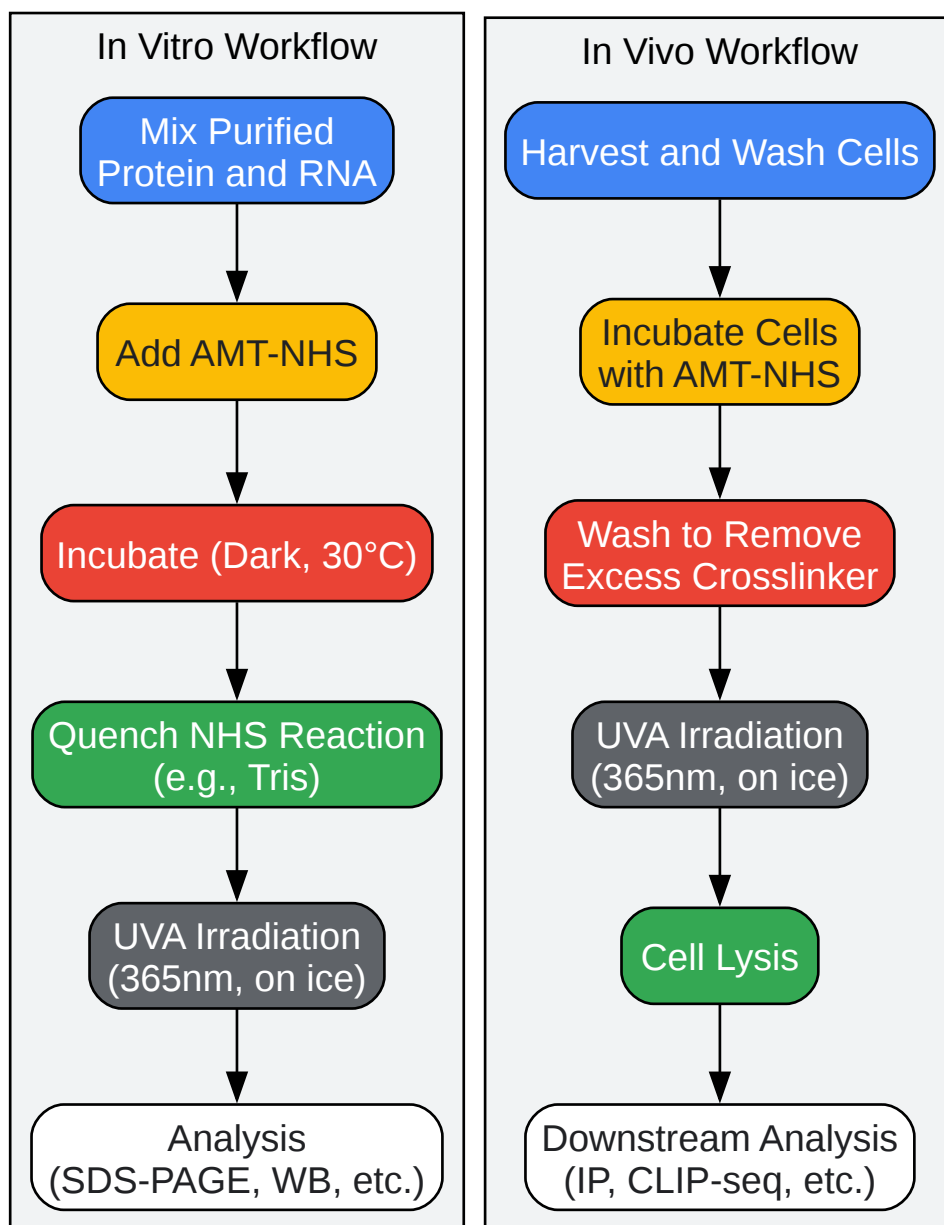 In Vitro Workflow
Mix Purified
Protein and RNA
Add AMT-NHS
Incubate (Dark, 30°C)
Quench NHS Reaction
(e.g., Tris)
UVA Irradiation
(365nm, on ice)
Analysis
(SDS-PAGE, WB, etc.)
In Vivo Workflow
Harvest and Wash Cells
Incubate Cells
with AMT-NHS
Wash to Remove
Excess Crosslinker
UVA Irradiation
(365nm, on ice)
Cell Lysis
Downstream Analysis
(IP, CLIP-seq, etc.)